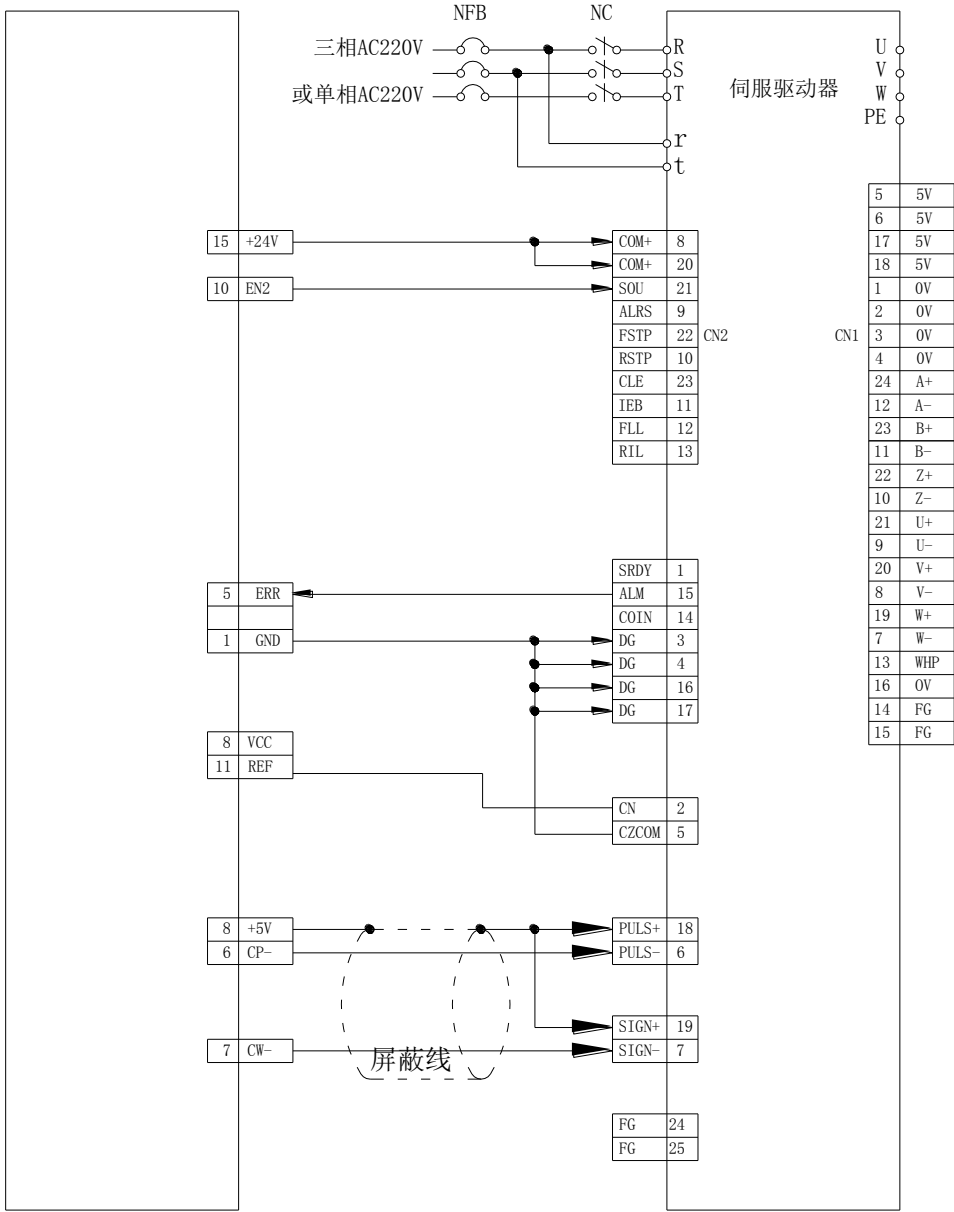 NFB NC
三相AC220V R U
S V
或单相AC220V T 伺服驱动器 W
PE
r
t
5 5V
6 5V
15 +24V COM+ 8 17 5V
COM+ 20 18 5V
10 EN2 SOU 21 1 0V
ALRS 9 2 0V
FSTP 22 CN2 CN1 3 0V
RSTP 10 4 0V
CLE 23 24 A+
IEB 11 12 A-
FLL 12 23 B+
RIL 13 11 B-
22 Z+
10 Z-
21 U+
9 U-
SRDY 1 20 V+
5 ERR ALM 15 8 V-
COIN 14 19 W+
1 GND DG 3 7 W-
DG 4 13 WHP
DG 16 16 0V
DG 17 14 FG
15 FG
8 VCC
11 REF
CN 2
CZCOM 5
8 +5V PULS+ 18
6 CP- PULS- 6
SIGN+ 19
7 CW- 屏蔽线 SIGN- 7
FG 24
FG 25